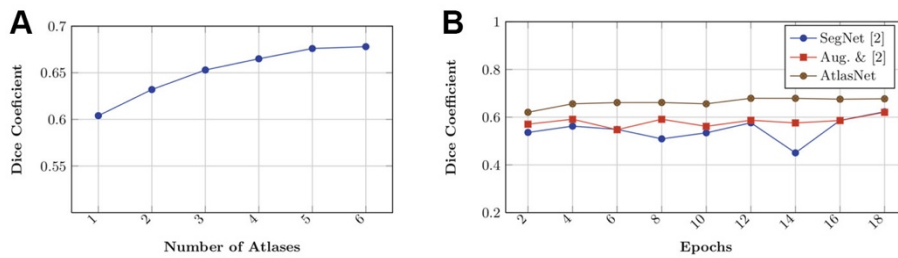 A
Dice Coeficient
0.7
0.65
0.6
0.55
1 2 3 4 5 6
Number of Atlases
B
Dice Coefficient
1
0.8
0.6
0.4
0.2
SegNet [2]
Aug. & [2]
AtlasNet
2 4 6 8 10 12 14 16 18
Epochs